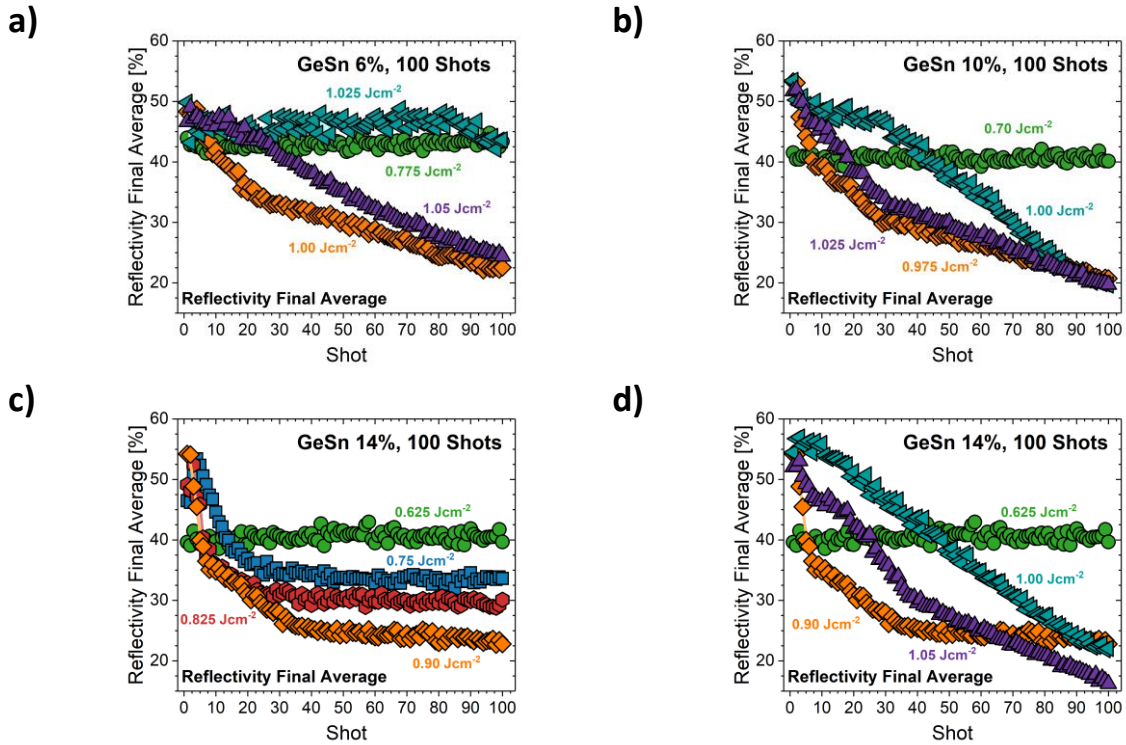 a)
Reflectivity Final Average [%]
60
50
40
30
20
GeSn 6%, 100 Shots
1.025 Jcm⁻²
0.775 Jcm⁻²
1.05 Jcm⁻²
1.00 Jcm⁻²
Reflectivity Final Average
0 10 20 30 40 50 60 70 80 90 100
Shot
b)
Reflectivity Final Average [%]
60
50
40
30
20
GeSn 10%, 100 Shots
0.70 Jcm⁻²
1.00 Jcm⁻²
1.025 Jcm⁻²
0.975 Jcm⁻²
Reflectivity Final Average
0 10 20 30 40 50 60 70 80 90 100
Shot
c)
Reflectivity Final Average [%]
60
50
40
30
20
GeSn 14%, 100 Shots
0.625 Jcm⁻²
0.75 Jcm⁻²
0.825 Jcm⁻²
0.90 Jcm⁻²
Reflectivity Final Average
0 10 20 30 40 50 60 70 80 90 100
Shot
d)
Reflectivity Final Average [%]
60
50
40
30
20
GeSn 14%, 100 Shots
0.625 Jcm⁻²
1.00 Jcm⁻²
0.90 Jcm⁻²
1.05 Jcm⁻²
Reflectivity Final Average
0 10 20 30 40 50 60 70 80 90 100
Shot